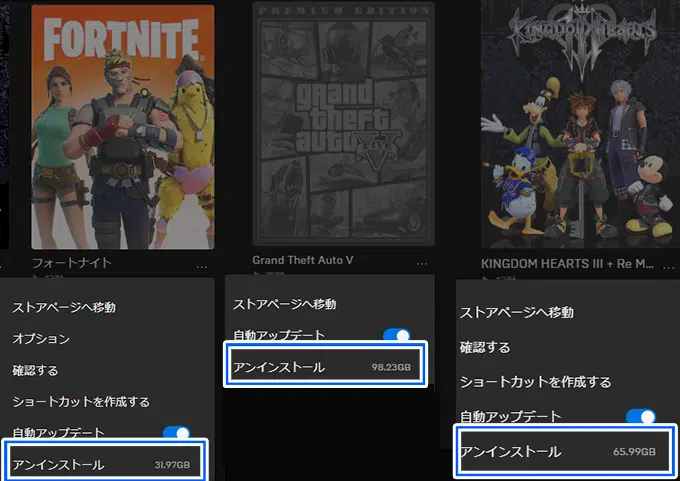 FORTNITE
フォートナイト
...
ストアページへ移動
オプション
確認する
ショートカットを作成する
自動アップデート
アンインストール 31.97GB
PREMIUM EDITION
grand
theft
auto
V
FIVE
Grand Theft Auto V
...
ストアページへ移動
自動アップデート
アンインストール 98.23GB
KINGDOM HEARTS
III
KINGDOM HEARTS III + Re M...
...
ストアページへ移動
確認する
ショートカットを作成する
自動アップデート
アンインストール 65.99GB